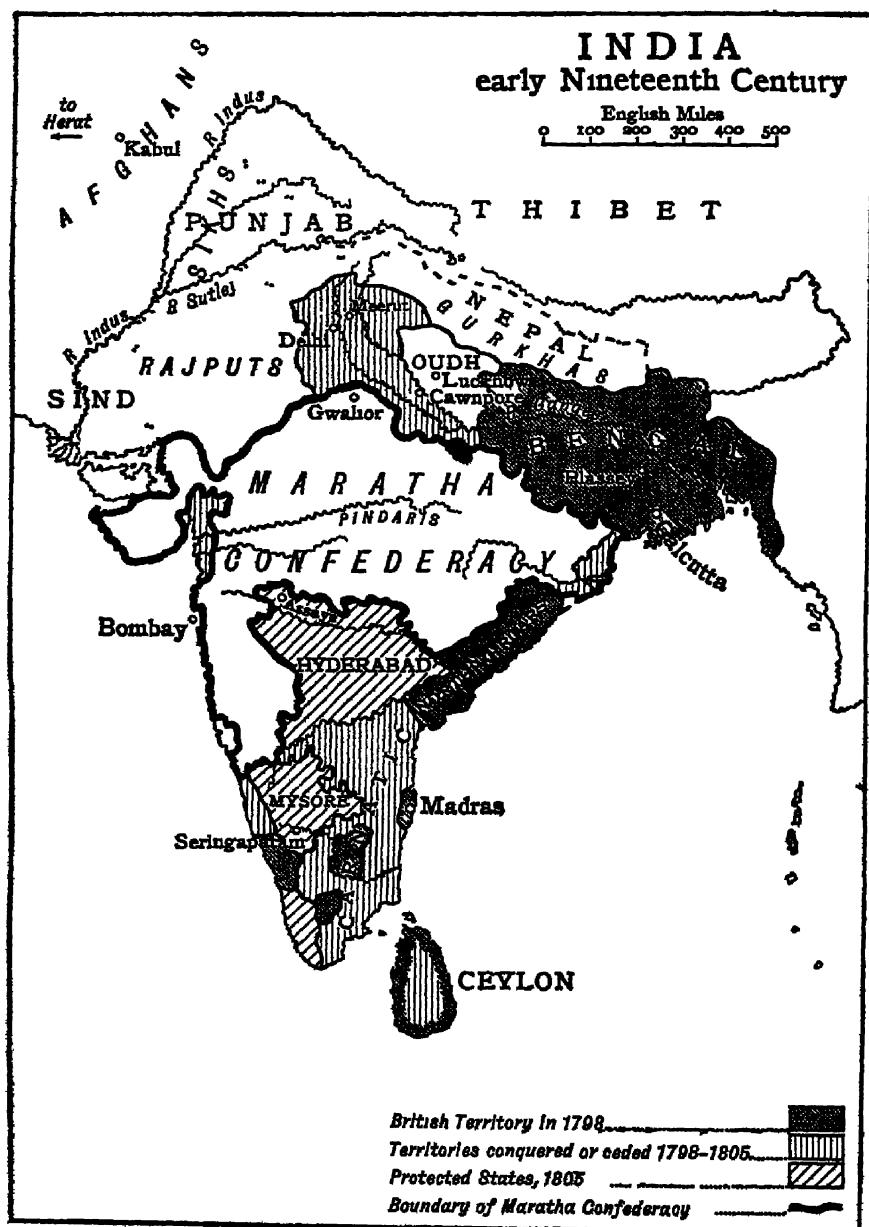 INDIA
early Nineteenth Century
English Miles
0 100 200 300 400 500
to
Herat
Kabul
AFGHANS
R Indus
SIKHS
PUNJAB
THIBET
R Sutlej
R Indus
Meerut
Delhi
NEPAL
GURKHAS
RAJPUTS
OUDH
Lucknow
Cawnpore
SIND
Gwalior
BENGAL
MARATHA
Plassey
PINDARIS
Calcutta
CONFEDERACY
Assaye
Bombay
HYDERABAD
CARNATIC
MYSORE
Madras
Seringapatam
CEYLON
British Territory in 1798
Territories conquered or ceded 1798-1805
Protected States, 1805
Boundary of Maratha Confederacy